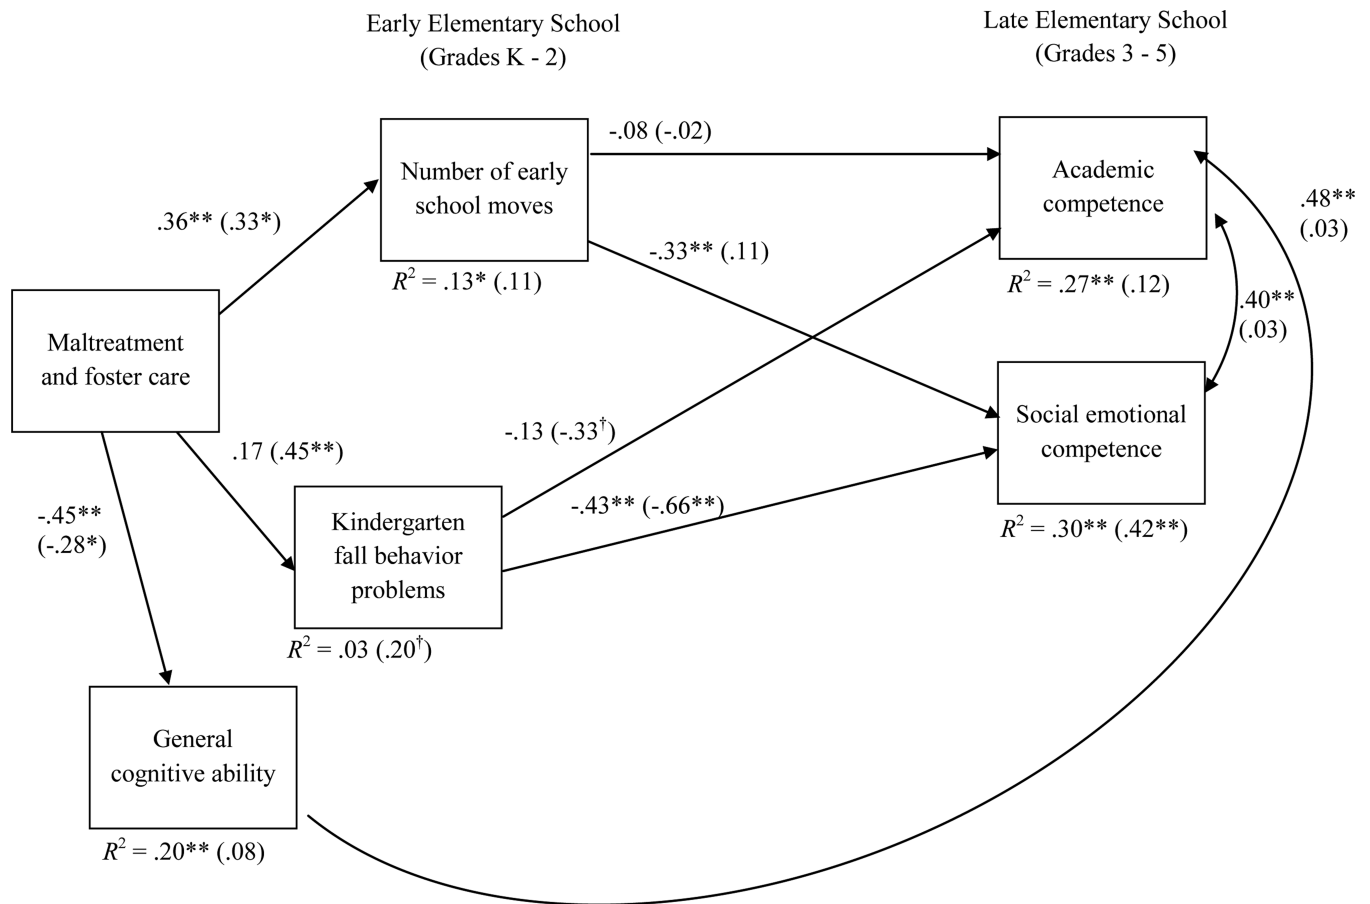 Early Elementary School
(Grades K - 2)
Late Elementary School
(Grades 3 - 5)
Number of early
school moves
R² = .13* (.11)
-.08 (-.02)
Academic
competence
R² = .27** (.12)
.48**
(.03)
.36** (.33*)
-.33** (.11)
.40**
(.03)
Maltreatment
and foster care
Social emotional
competence
R² = .30** (.42**)
.17 (.45**)
-.13 (-.33†)
-.43** (-.66**)
-.45**
(-.28*)
Kindergarten
fall behavior
problems
R² = .03 (.20†)
General
cognitive ability
R² = .20** (.08)